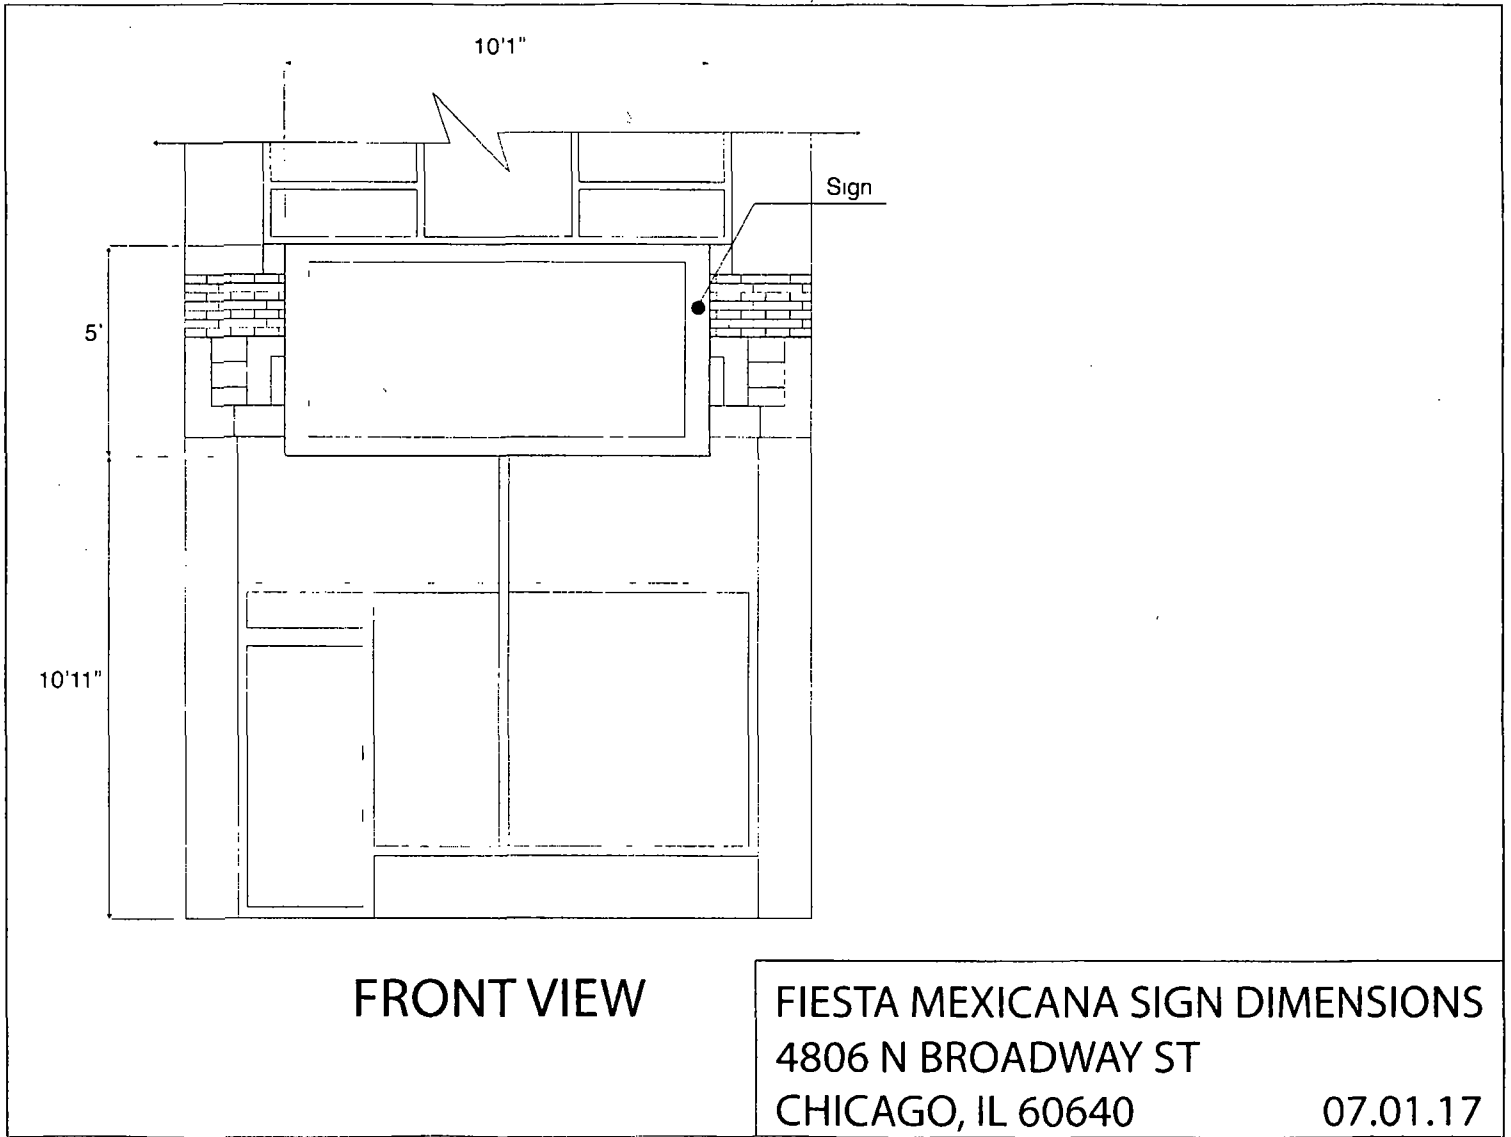 10'1"
Sign
5'
10'11"
FRONT VIEW
FIESTA MEXICANA SIGN DIMENSIONS
4806 N BROADWAY ST
CHICAGO, IL 60640 07.01.17